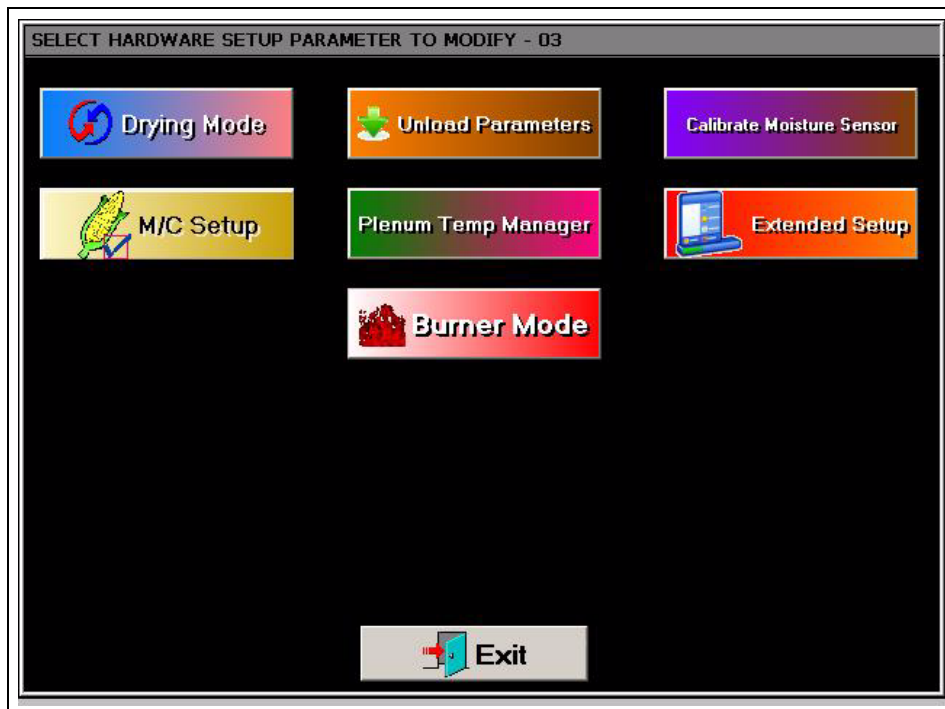 SELECT HARDWARE SETUP PARAMETER TO MODIFY - 03
Drying Mode
Unload Parameters
Calibrate Moisture Sensor
M/C Setup
Plenum Temp Manager
Extended Setup
Burner Mode
Exit